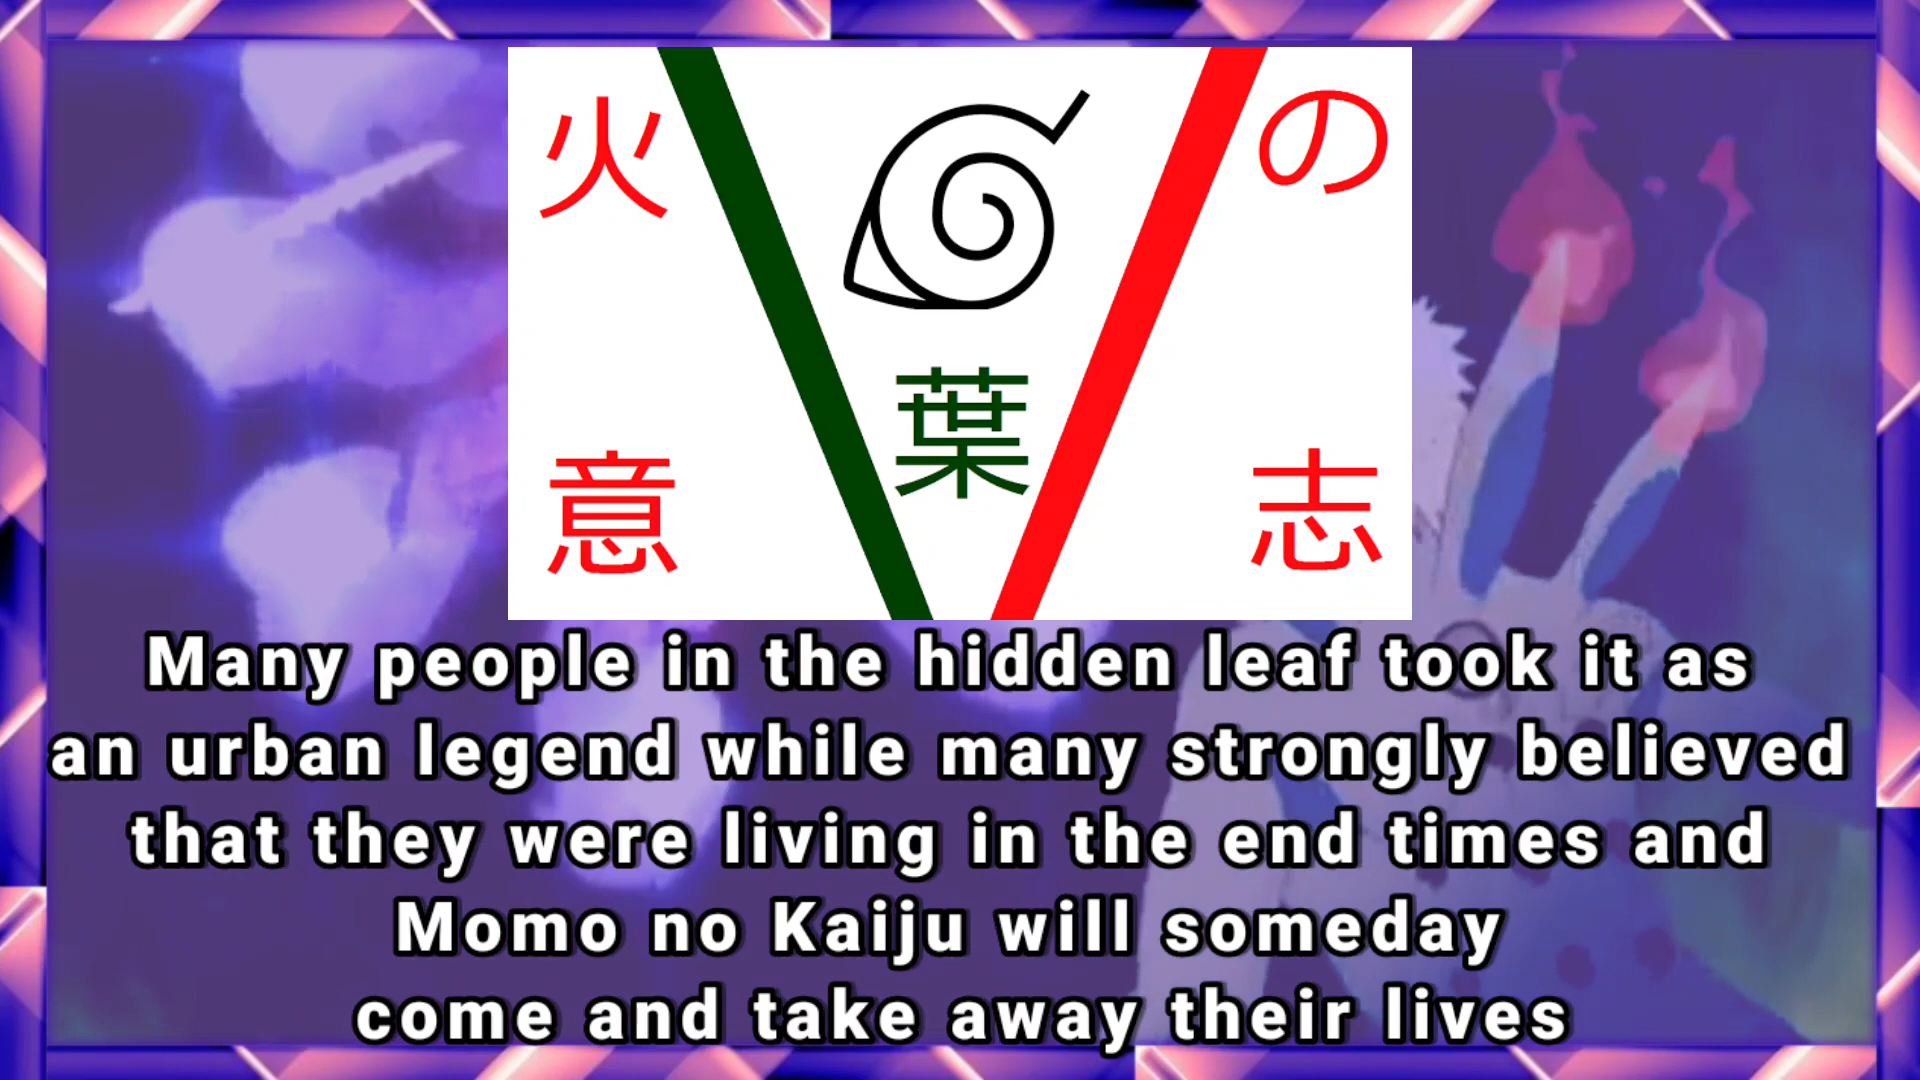 火の
葉
意志
Many people in the hidden leaf took it as
an urban legend while many strongly believed
that they were living in the end times and
Momo no Kaiju will someday
come and take away their lives